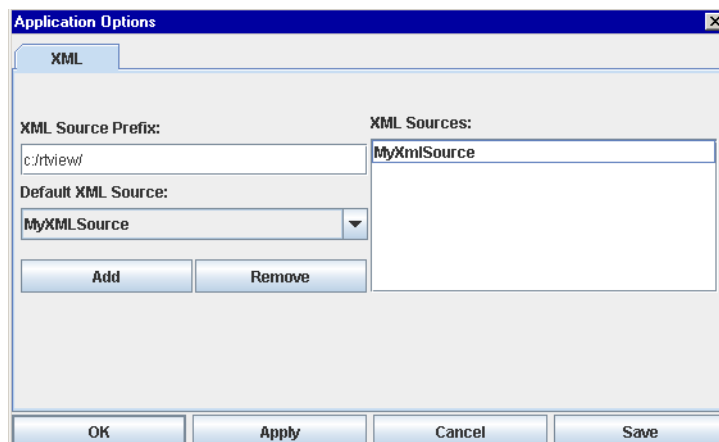 Application Options
XML
XML Source Prefix:
c:/rtview/
Default XML Source:
MyXMLSource
Add Remove
XML Sources:
MyXmlSource
OK Apply Cancel Save